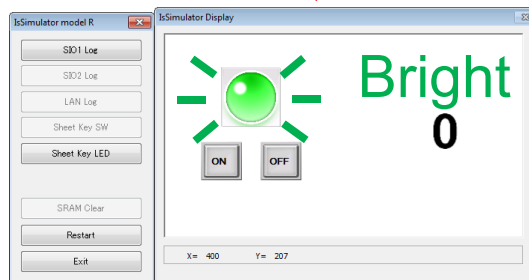 IsSimulator model R
SIO1 Log
SIO2 Log
LAN Log
Sheet Key SW
Sheet Key LED
SRAM Clear
Restart
Exit
IsSimulator Display
Bright
0
ON OFF
X= 400 Y= 207